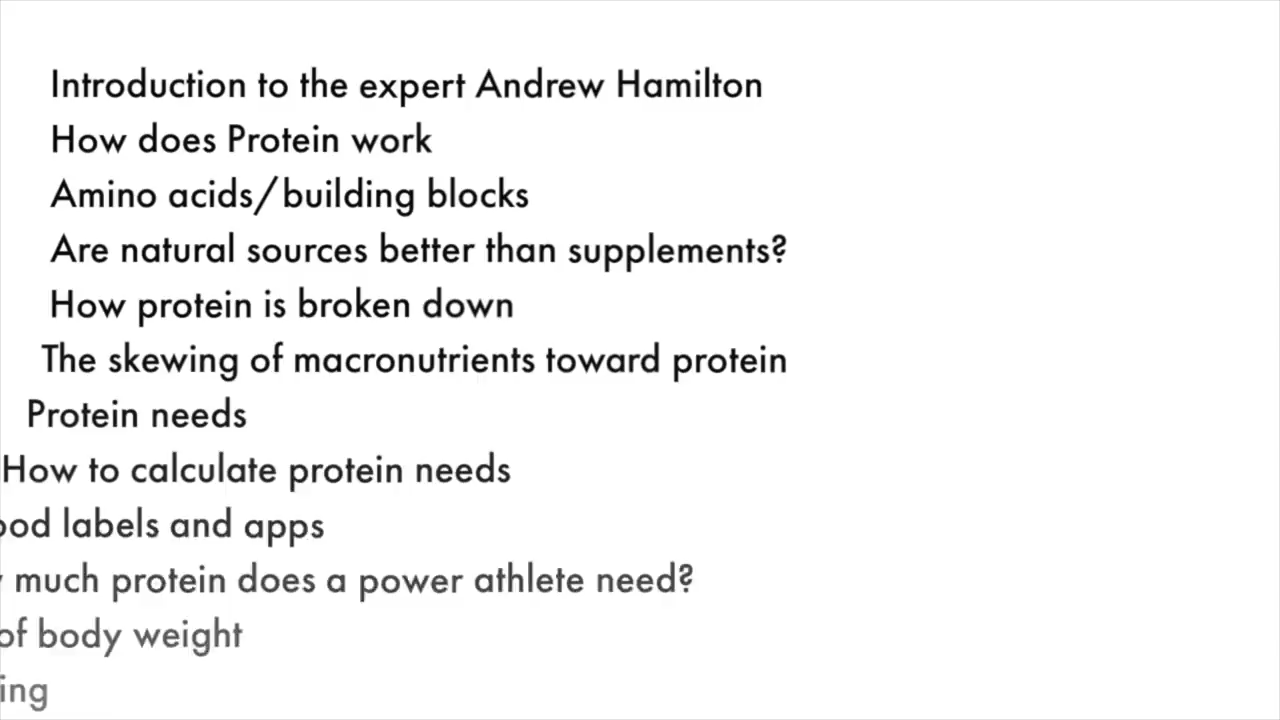 Introduction to the expert Andrew Hamilton
How does Protein work
Amino acids/building blocks
Are natural sources better than supplements?
How protein is broken down
The skewing of macronutrients toward protein
Protein needs
How to calculate protein needs
labels and apps
much protein does a power athlete need?
of body weight